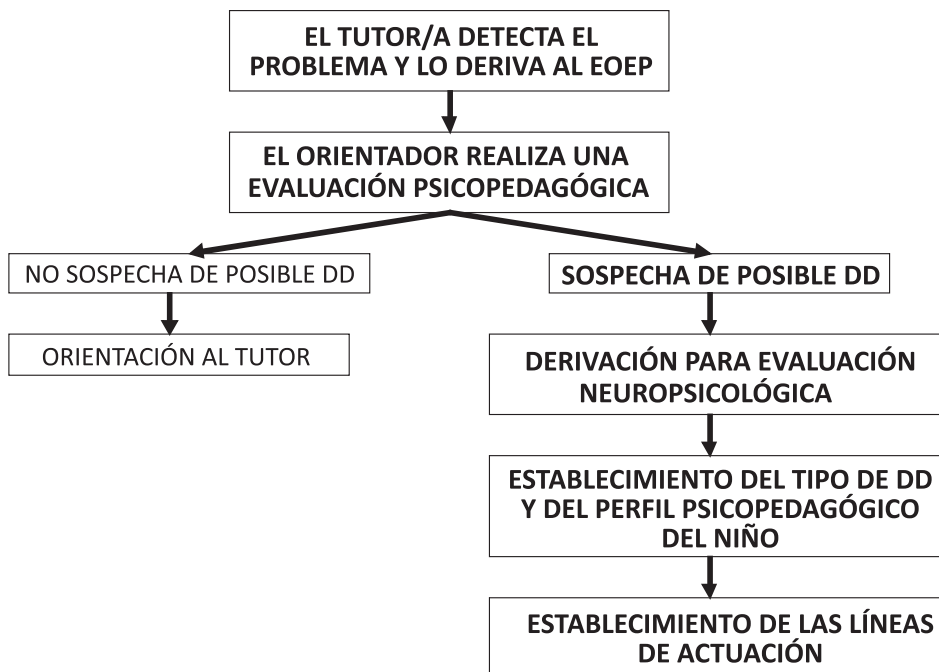 EL TUTOR/A DETECTA EL
PROBLEMA Y LO DERIVA AL EOEP
EL ORIENTADOR REALIZA UNA
EVALUACIÓN PSICOPEDAGÓGICA
NO SOSPECHA DE POSIBLE DD
ORIENTACIÓN AL TUTOR
SOSPECHA DE POSIBLE DD
DERIVACIÓN PARA EVALUACIÓN
NEUROPSICOLÓGICA
ESTABLECIMIENTO DEL TIPO DE DD
Y DEL PERFIL PSICOPEDAGÓGICO
DEL NIÑO
ESTABLECIMIENTO DE LAS LÍNEAS
DE ACTUACIÓN